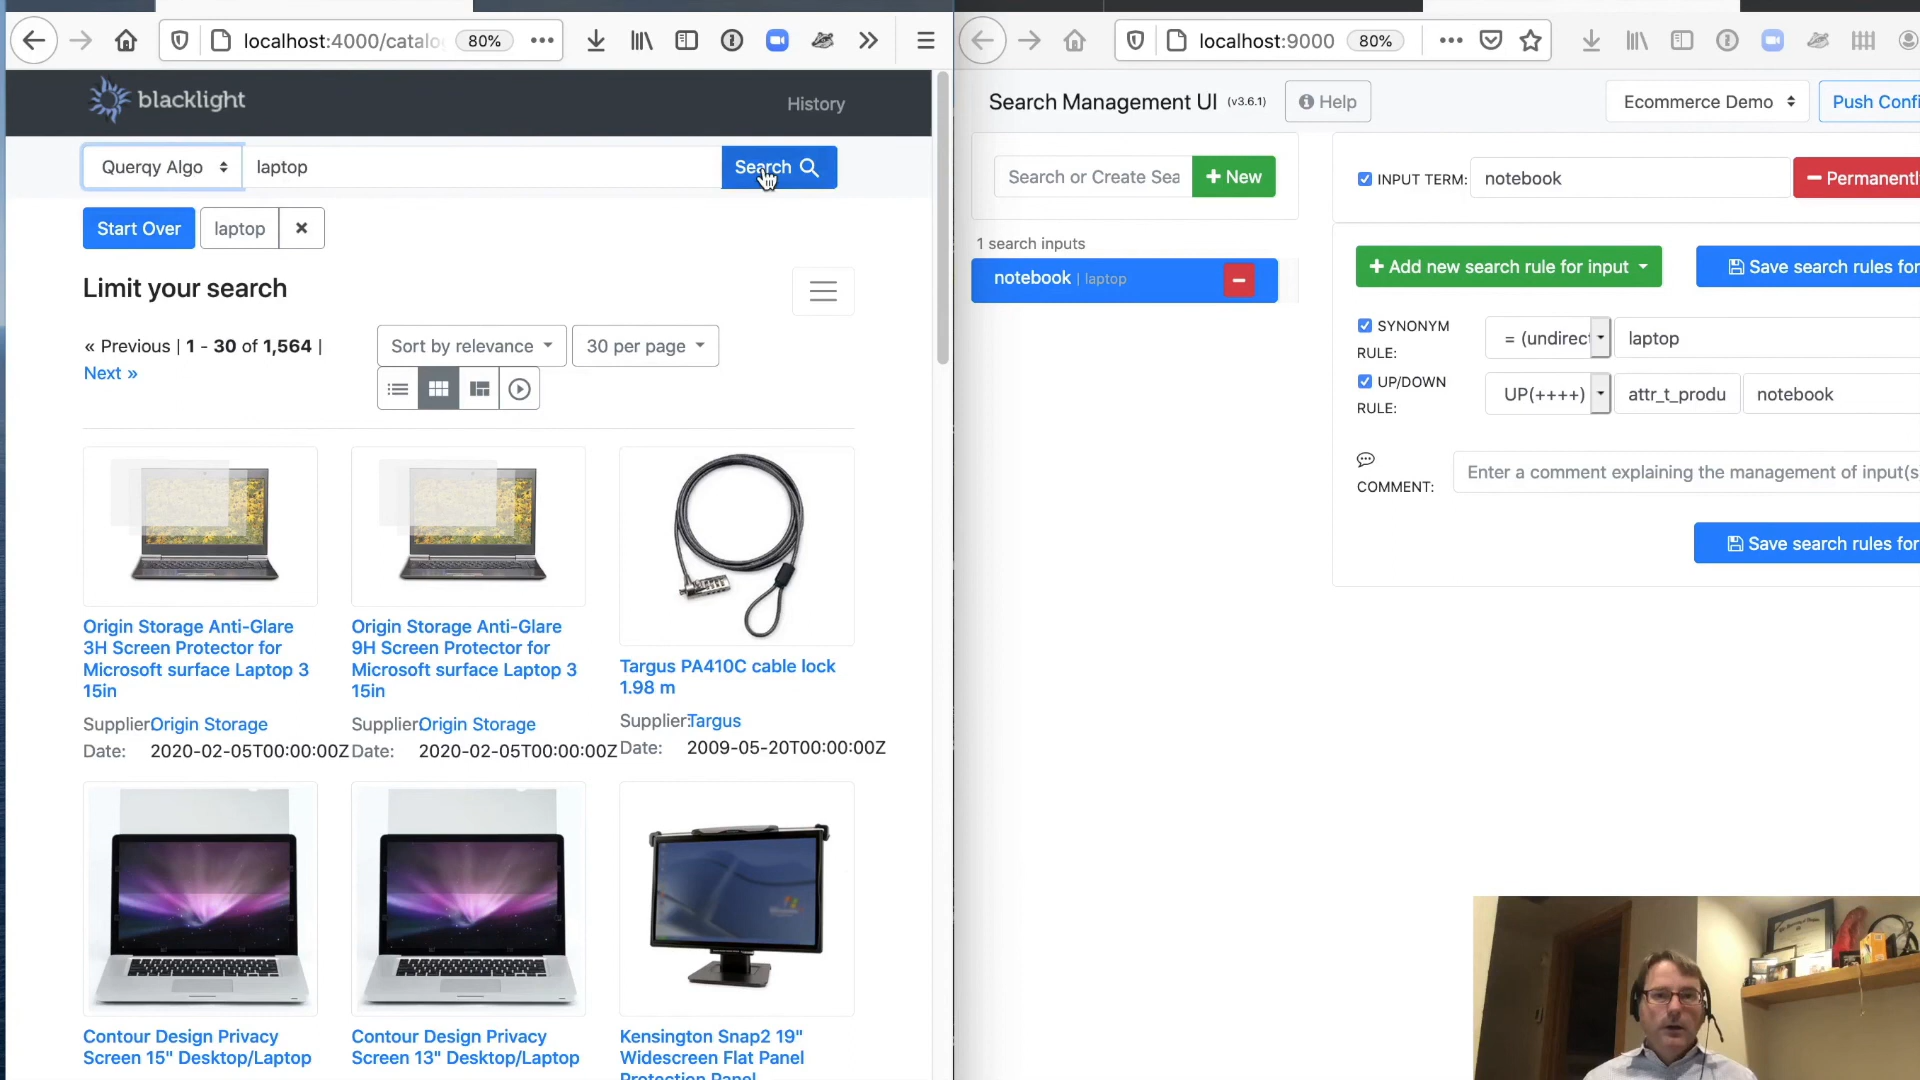 localhost:4000/catalo
80%
localhost:9000
80%
blacklight
History
Querqy Algo
laptop
Search
Start Over
laptop
Limit your search
« Previous | 1 - 30 of 1,564 |
Next »
Sort by relevance
30 per page
Origin Storage Anti-Glare
3H Screen Protector for
Microsoft surface Laptop 3
15in
Supplier:Origin Storage
Date: 2020-02-05T00:00:00Z
Origin Storage Anti-Glare
9H Screen Protector for
Microsoft surface Laptop 3
15in
Supplier:Origin Storage
Date: 2020-02-05T00:00:00Z
Targus PA410C cable lock
1.98 m
Supplier:Targus
Date: 2009-05-20T00:00:00Z
Contour Design Privacy
Screen 15" Desktop/Laptop
Contour Design Privacy
Screen 13" Desktop/Laptop
Kensington Snap2 19"
Widescreen Flat Panel
Protection Panel
Search Management UI (v3.6.1)
Help
Ecommerce Demo
Push Confi
Search or Create Sea
+ New
1 search inputs
notebook | laptop
INPUT TERM: notebook
Permanentl
+ Add new search rule for input
Save search rules for
SYNONYM
RULE:
= (undirec
laptop
UP/DOWN
RULE:
UP(++++)
attr_t_produ
notebook
COMMENT:
Enter a comment explaining the management of input(s,
Save search rules for